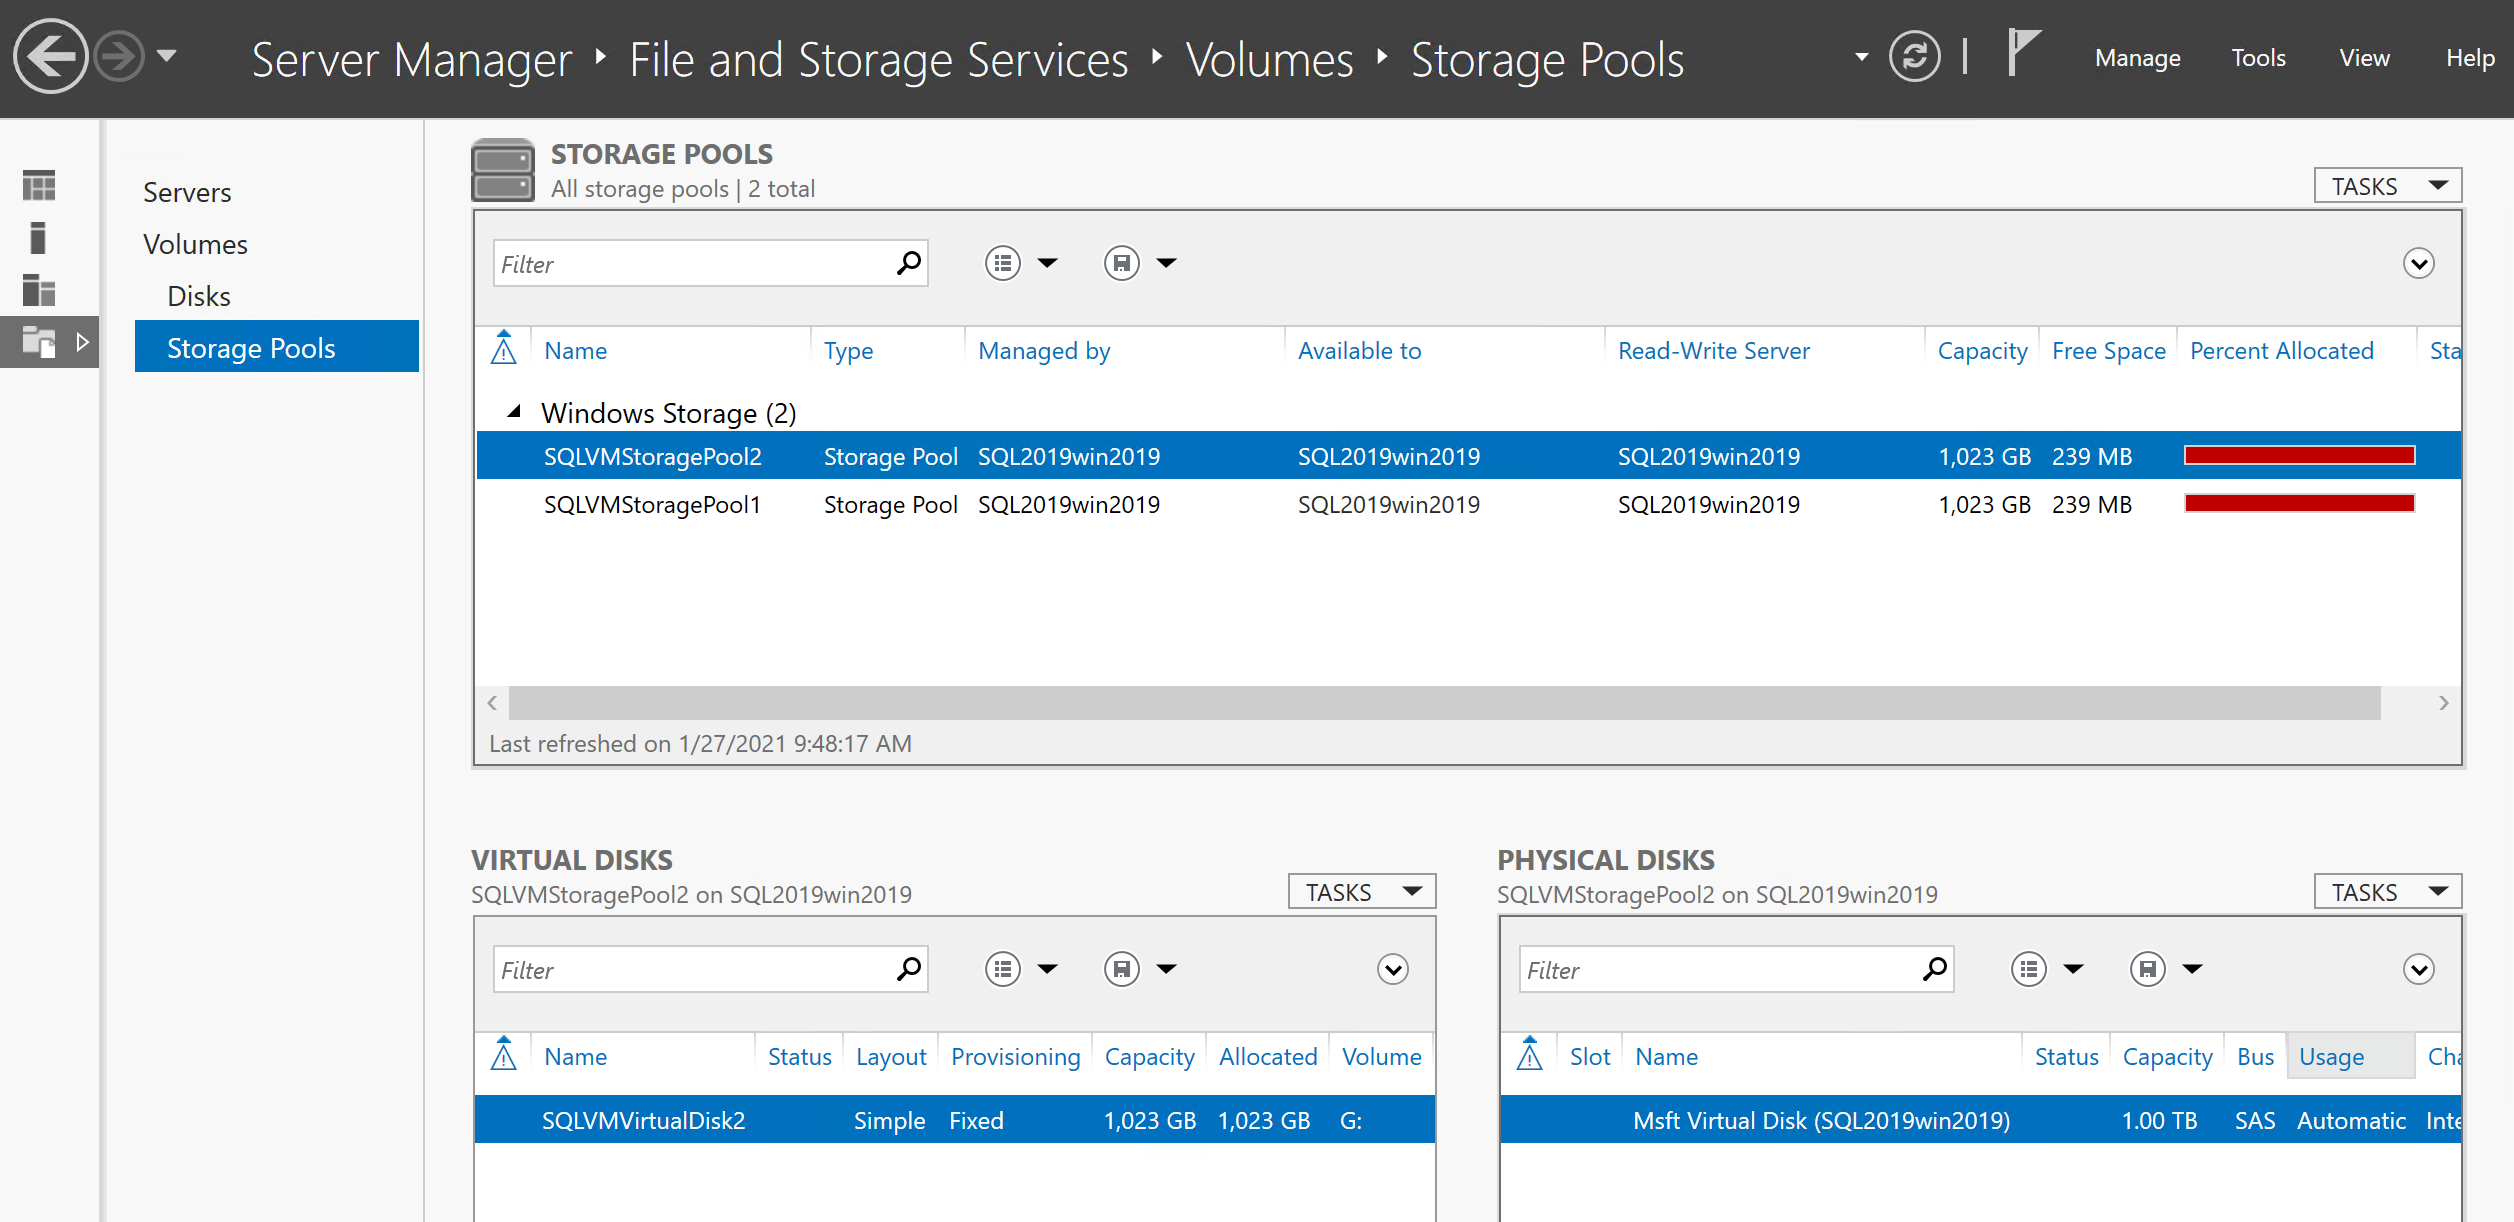 Server Manager ‣ File and Storage Services ‣ Volumes ‣ Storage Pools
Manage Tools View Help
Servers
Volumes
Disks
Storage Pools
STORAGE POOLS
All storage pools | 2 total
TASKS
Filter
Name Type Managed by Available to Read-Write Server Capacity Free Space Percent Allocated Sta
Windows Storage (2)
SQLVMStoragePool2 Storage Pool SQL2019win2019 SQL2019win2019 SQL2019win2019 1,023 GB 239 MB
SQLVMStoragePool1 Storage Pool SQL2019win2019 SQL2019win2019 SQL2019win2019 1,023 GB 239 MB
Last refreshed on 1/27/2021 9:48:17 AM
VIRTUAL DISKS
SQLVMStoragePool2 on SQL2019win2019
TASKS
Filter
Name Status Layout Provisioning Capacity Allocated Volume
SQLVMVirtualDisk2 Simple Fixed 1,023 GB 1,023 GB G:
PHYSICAL DISKS
SQLVMStoragePool2 on SQL2019win2019
TASKS
Filter
Slot Name Status Capacity Bus Usage Cha
Msft Virtual Disk (SQL2019win2019) 1.00 TB SAS Automatic Inte